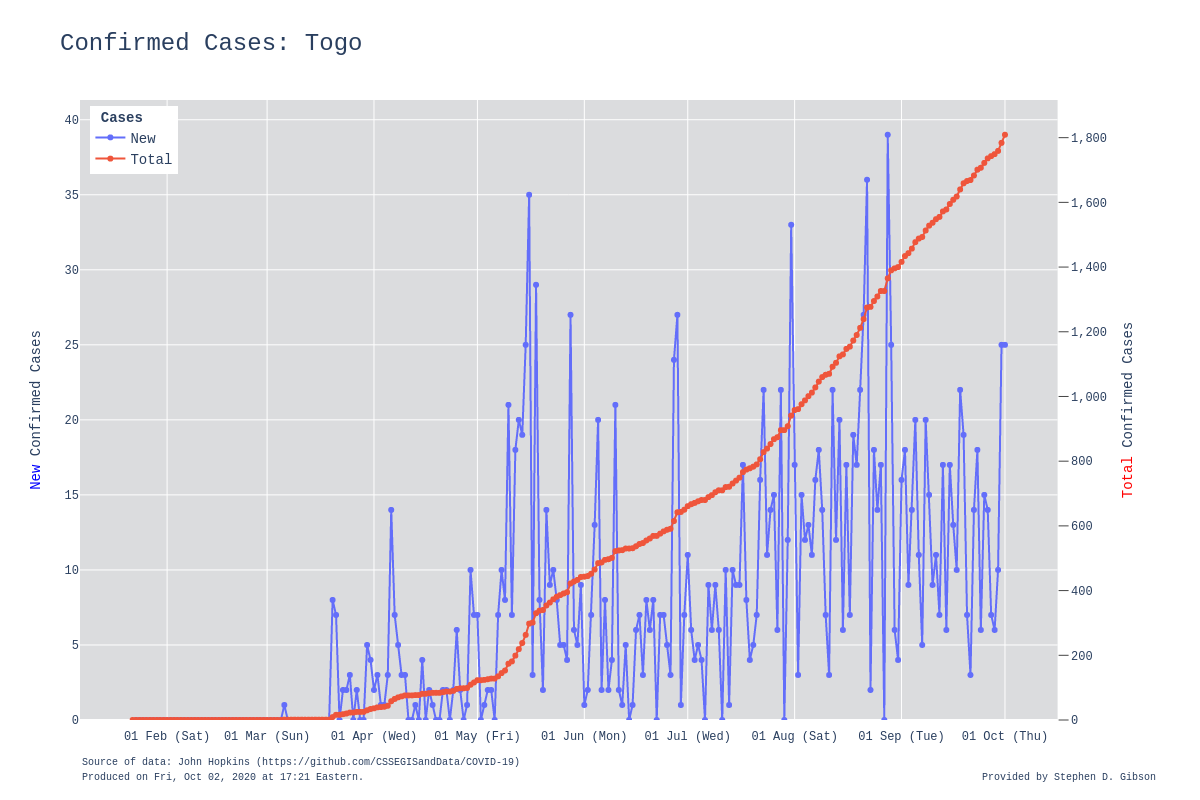 Confirmed Cases: Togo
Cases
New
Total
40
35
30
25
20
15
10
5
0
New Confirmed Cases
1,800
1,600
1,400
1,200
1,000
800
600
400
200
0
Total Confirmed Cases
01 Feb (Sat) 01 Mar (Sun) 01 Apr (Wed) 01 May (Fri) 01 Jun (Mon) 01 Jul (Wed) 01 Aug (Sat) 01 Sep (Tue) 01 Oct (Thu)
Source of data: John Hopkins (https://github.com/CSSEGISandData/COVID-19)
Produced on Fri, Oct 02, 2020 at 17:21 Eastern.
Provided by Stephen D. Gibson